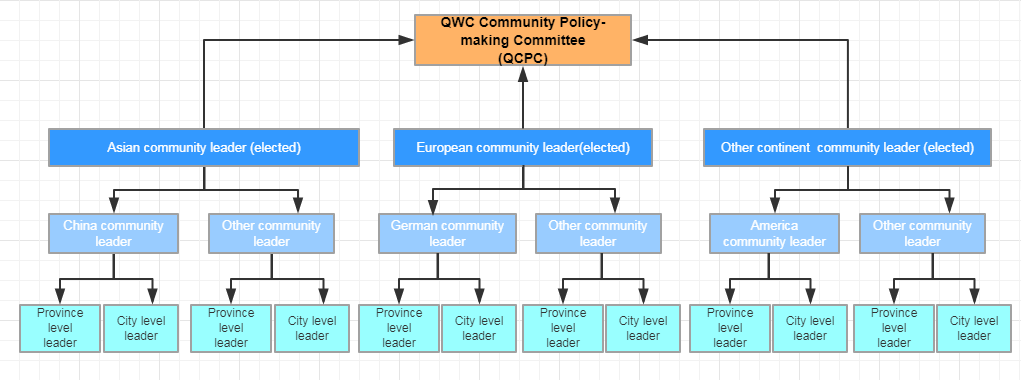 QWC Community Policy-
making Committee
(QCPC)
Asian community leader (elected)
European community leader(elected)
Other continent  community leader (elected)
China community
leader
Other community
leader
German community
leader
Other community
leader
America
community leader
Other community
leader
Province
level
leader
City level
leader
Province
level
leader
City level
leader
Province
level
leader
City level
leader
Province
level
leader
City level
leader
Province
level
leader
City level
leader
Province
level
leader
City level
leader